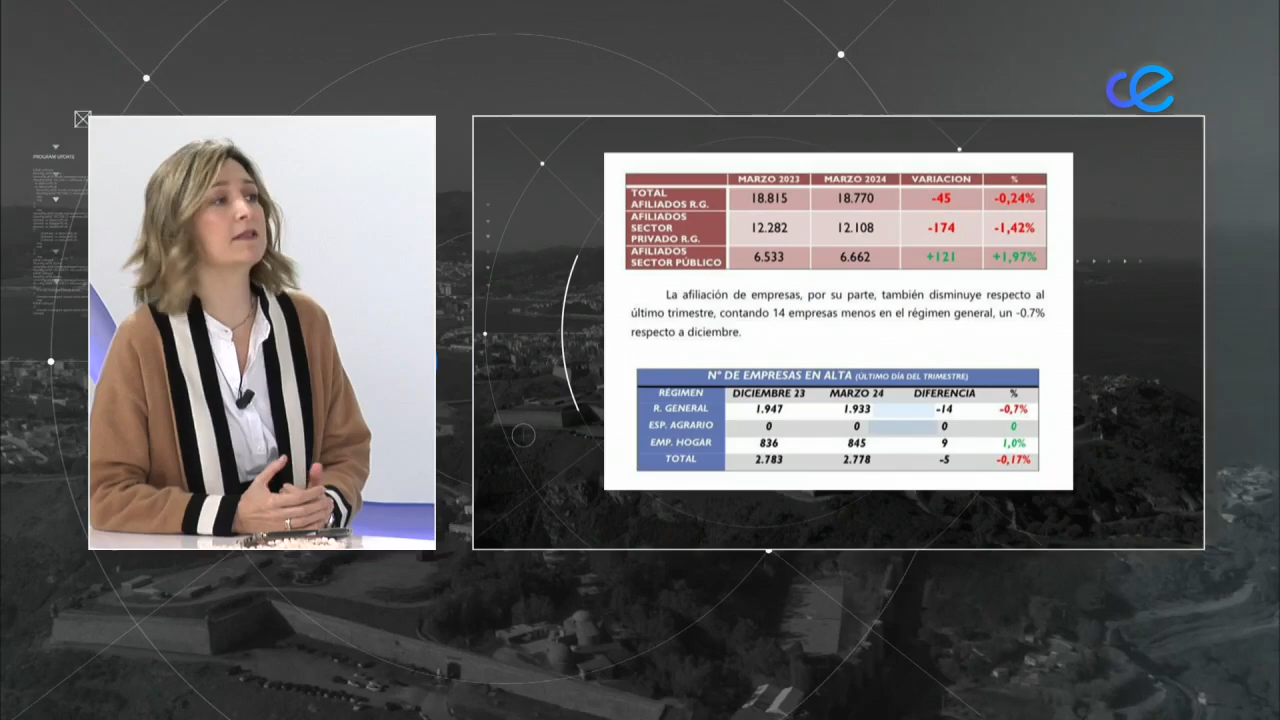 ce
PROGRAM UPDATE
MARZO 2023 MARZO 2024 VARIACION %
TOTAL
AFILIADOS R.G. 18.815 18.770 -45 -0,24%
AFILIADOS
SECTOR
PRIVADO R.G. 12.282 12.108 -174 -1,42%
AFILIADOS
SECTOR PÚBLICO 6.533 6.662 +121 +1,97%
La afiliación de empresas, por su parte, también disminuye respecto al
último trimestre, contando 14 empresas menos en el régimen general, un -0.7%
respecto a diciembre.
Nº DE EMPRESAS EN ALTA (ÚLTIMO DÍA DEL TRIMESTRE)
RÉGIMEN DICIEMBRE 23 MARZO 24 DIFERENCIA %
R. GENERAL 1.947 1.933 -14 -0,7%
ESP. AGRARIO 0 0 0 0
EMP. HOGAR 836 845 9 1,0%
TOTAL 2.783 2.778 -5 -0,17%